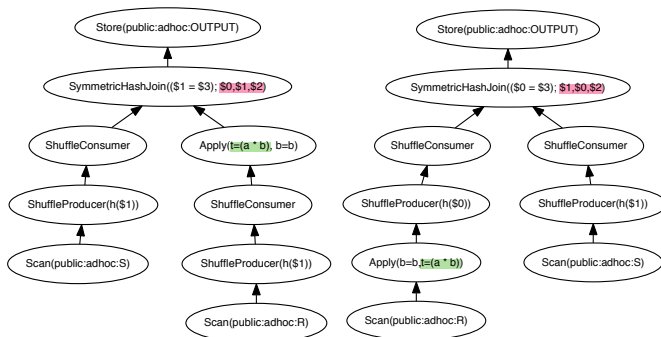 Store(public:adhoc:OUTPUT)
SymmetricHashJoin(($1 = $3); $0,$1,$2)
ShuffleConsumer
Apply(t=(a * b), b=b)
ShuffleProducer(h($1))
ShuffleConsumer
Scan(public:adhoc:S)
ShuffleProducer(h($1))
Scan(public:adhoc:R)
Store(public:adhoc:OUTPUT)
SymmetricHashJoin(($0 = $3); $1,$0,$2)
ShuffleConsumer
ShuffleConsumer
ShuffleProducer(h($0))
ShuffleProducer(h($1))
Apply(b=b,t=(a * b))
Scan(public:adhoc:S)
Scan(public:adhoc:R)